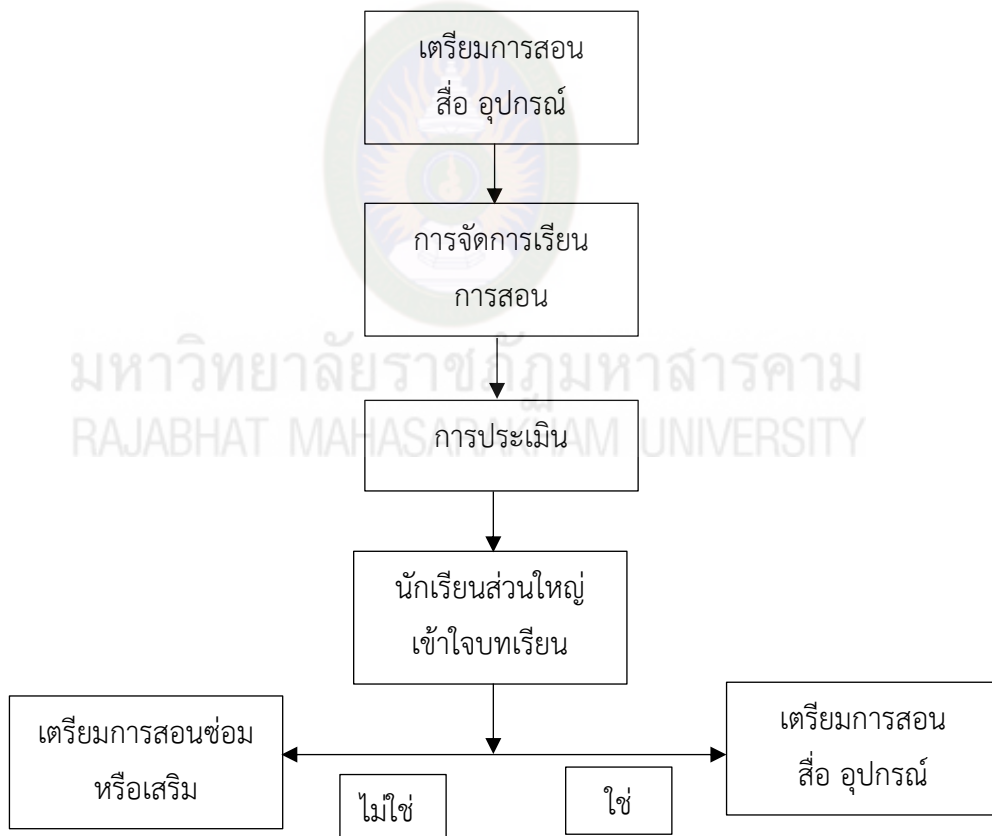 เตรียมการสอน
สื่อ อุปกรณ์
การจัดการเรียน
การสอน
มหาวิทยาลัยราชภัฏมหาสารคาม
RAJABHAT MAHASARAKHAM UNIVERSITY
การประเมิน
นักเรียนส่วนใหญ่
เข้าใจบทเรียน
เตรียมการสอนซ่อม
หรือเสริม
เตรียมการสอน
สื่อ อุปกรณ์
ไม่ใช่
ใช่